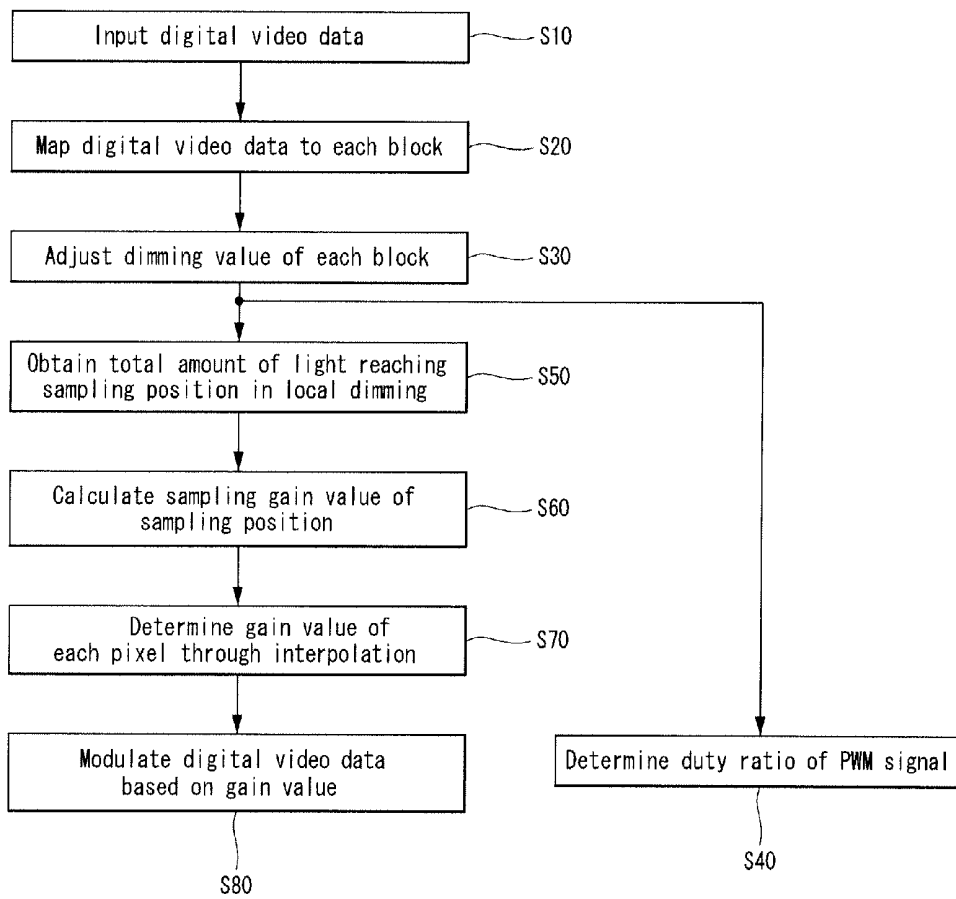 Input digital video data
S10
Map digital video data to each block
S20
Adjust dimming value of each block
S30
Obtain total amount of light reaching
sampling position in local dimming
S50
Calculate sampling gain value of
sampling position
S60
Determine gain value of
each pixel through interpolation
S70
Modulate digital video data
based on gain value
S80
Determine duty ratio of PWM signal
S40